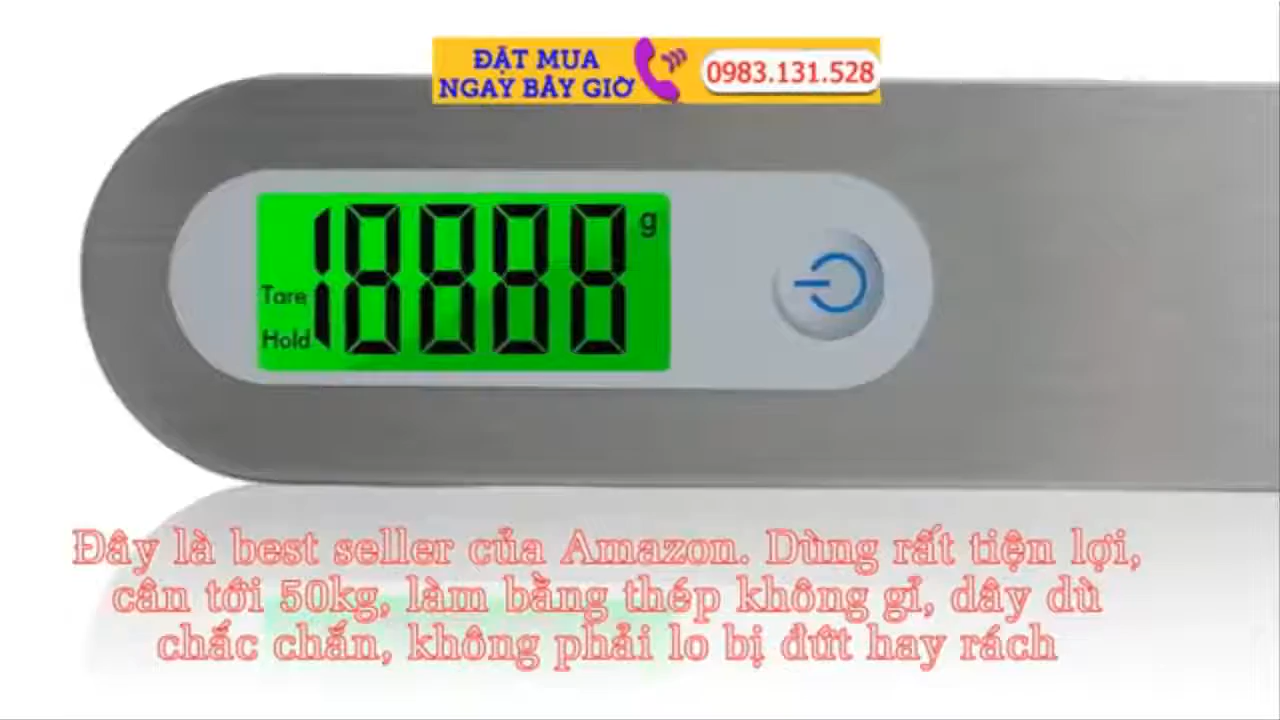 ĐẶT MUA
NGAY BÂY GIỜ
0983.131.528
18888 g
Tare
Hold
Đây là best seller của Amazon. Dùng rất tiện lợi,
cân tới 50kg, làm bằng thép không gỉ, dây dù
chắc chắn, không phải lo bị đứt hay rách